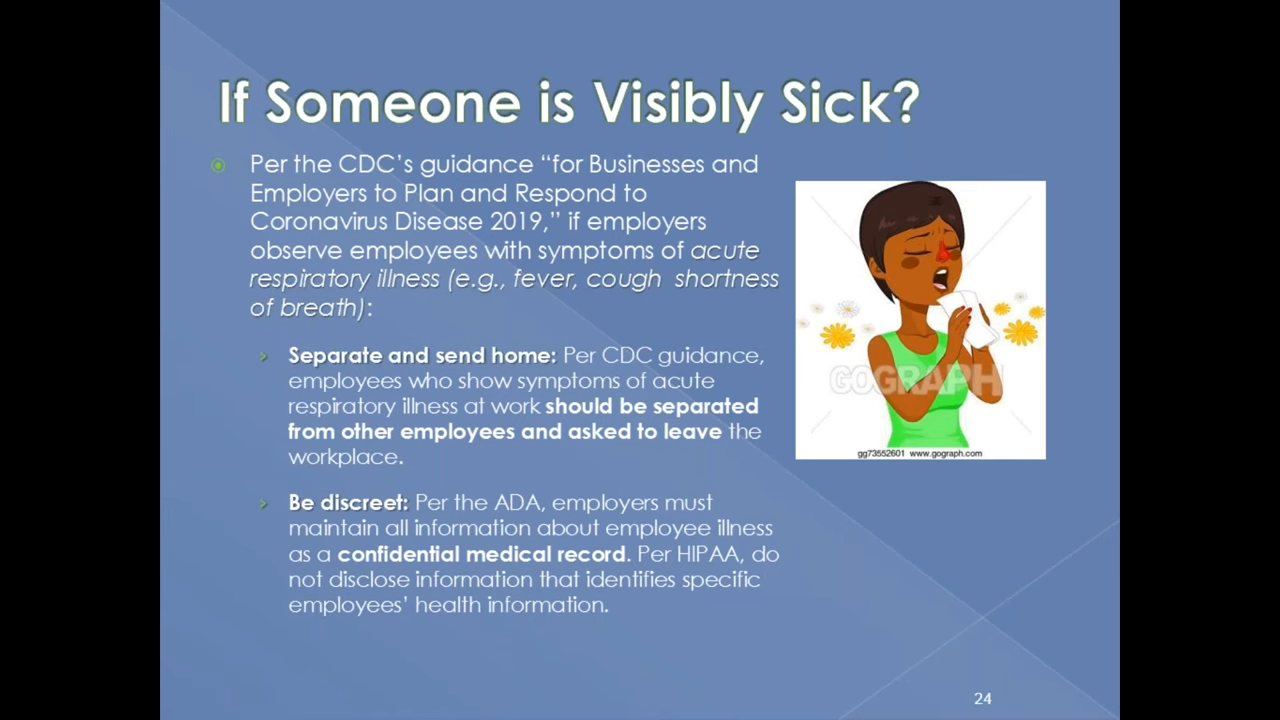 If Someone is Visibly Sick?
Per the CDC’s guidance “for Businesses and
Employers to Plan and Respond to
Coronavirus Disease 2019,” if employers
observe employees with symptoms of acute
respiratory illness (e.g., fever, cough shortness
of breath):
Separate and send home: Per CDC guidance,
employees who show symptoms of acute
respiratory illness at work should be separated
from other employees and asked to leave the
workplace.
Be discreet: Per the ADA, employers must
maintain all information about employee illness
as a confidential medical record. Per HIPAA, do
not disclose information that identifies specific
employees’ health information.
GOGRAPH
gg73552601 www.gograph.com
24